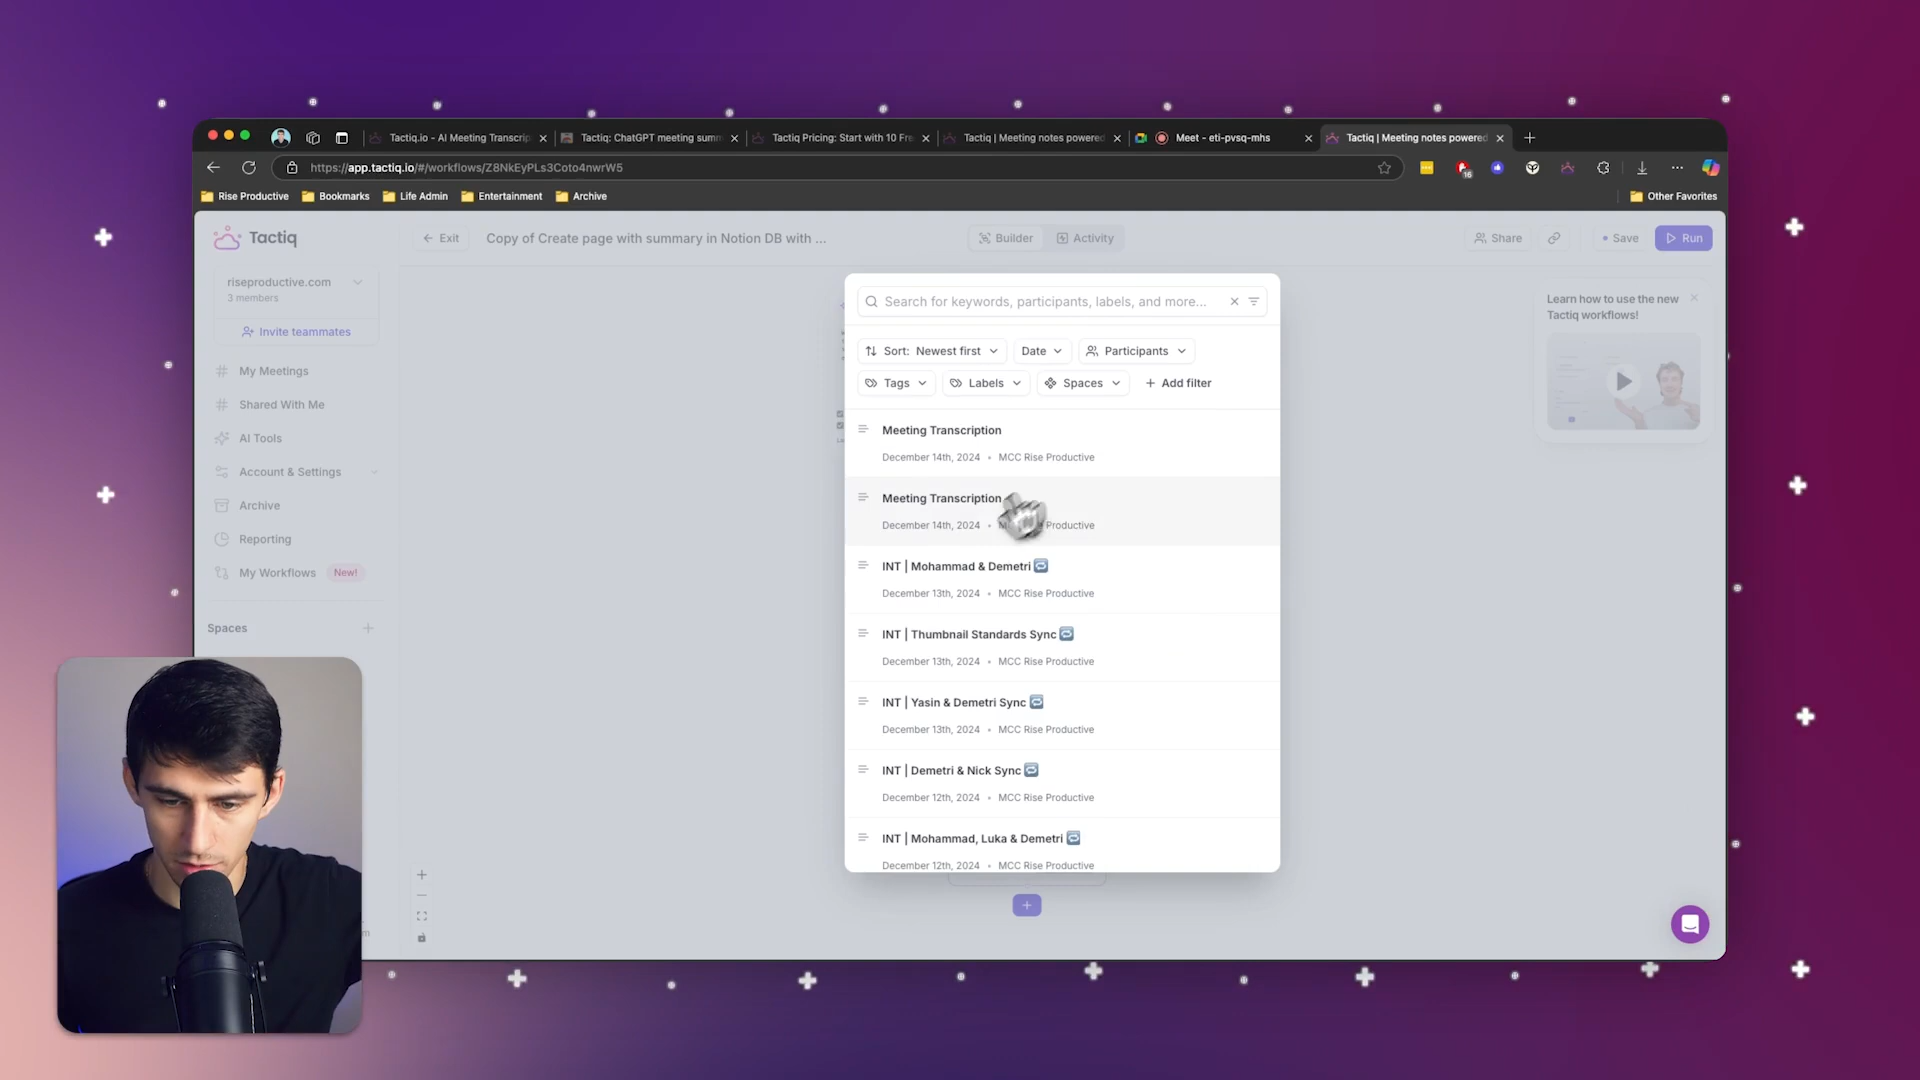 Tactiq.io - AI Meeting Transcrip
Tactiq: ChatGPT meeting summ
Tactiq Pricing: Start with 10 Fre
Tactiq | Meeting notes powered
Meet - eti-pvsq-mhs
Tactiq | Meeting notes powered
https://app.tactiq.io/#/workflows/Z8NkEyPLs3Coto4nwrW5
16
Rise Productive
Bookmarks
Life Admin
Entertainment
Archive
Other Favorites
Tactiq
Exit
Copy of Create page with summary in Notion DB with ...
Builder
Activity
Share
Save
Run
riseproductive.com
3 members
Invite teammates
My Meetings
Shared With Me
AI Tools
Account & Settings
Archive
Reporting
My Workflows New!
Spaces
Search for keywords, participants, labels, and more...
Sort: Newest first
Date
Participants
Tags
Labels
Spaces
+ Add filter
Meeting Transcription
December 14th, 2024 • MCC Rise Productive
Meeting Transcription
December 14th, 2024 • Productive
INT | Mohammad & Demetri
December 13th, 2024 • MCC Rise Productive
INT | Thumbnail Standards Sync
December 13th, 2024 • MCC Rise Productive
INT | Yasin & Demetri Sync
December 13th, 2024 • MCC Rise Productive
INT | Demetri & Nick Sync
December 12th, 2024 • MCC Rise Productive
INT | Mohammad, Luka & Demetri
December 12th, 2024 • MCC Rise Productive
Learn how to use the new
Tactiq workflows!